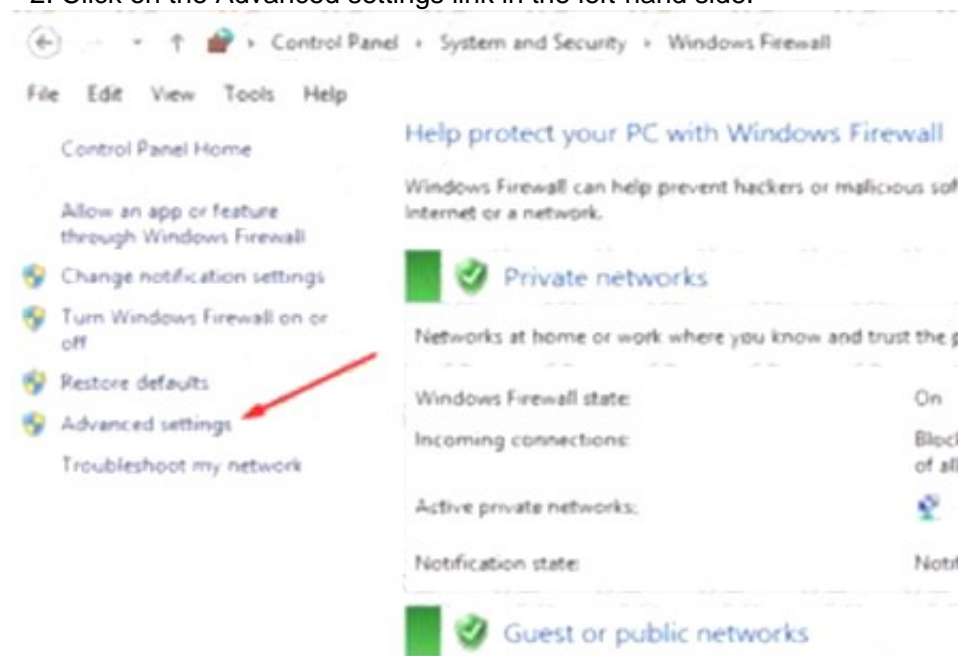 2. Click on the Advanced settings link in the left-hand side.
Control Panel System and Security Windows Firewall
File Edit View Tools Help
Control Panel Home
Allow an app or feature
through Windows Firewall
Change notification settings
Turn Windows Firewall on or
off
Restore defaults
Advanced settings
Troubleshoot my network
Help protect your PC with Windows Firewall
Windows Firewall can help prevent hackers or malicious
Internet or a network.
Private networks
Networks at home or work where you know and trust the
Windows Firewall state: On
Incoming connections:
of
Active private networks:
Notification state:
Guest or public networks